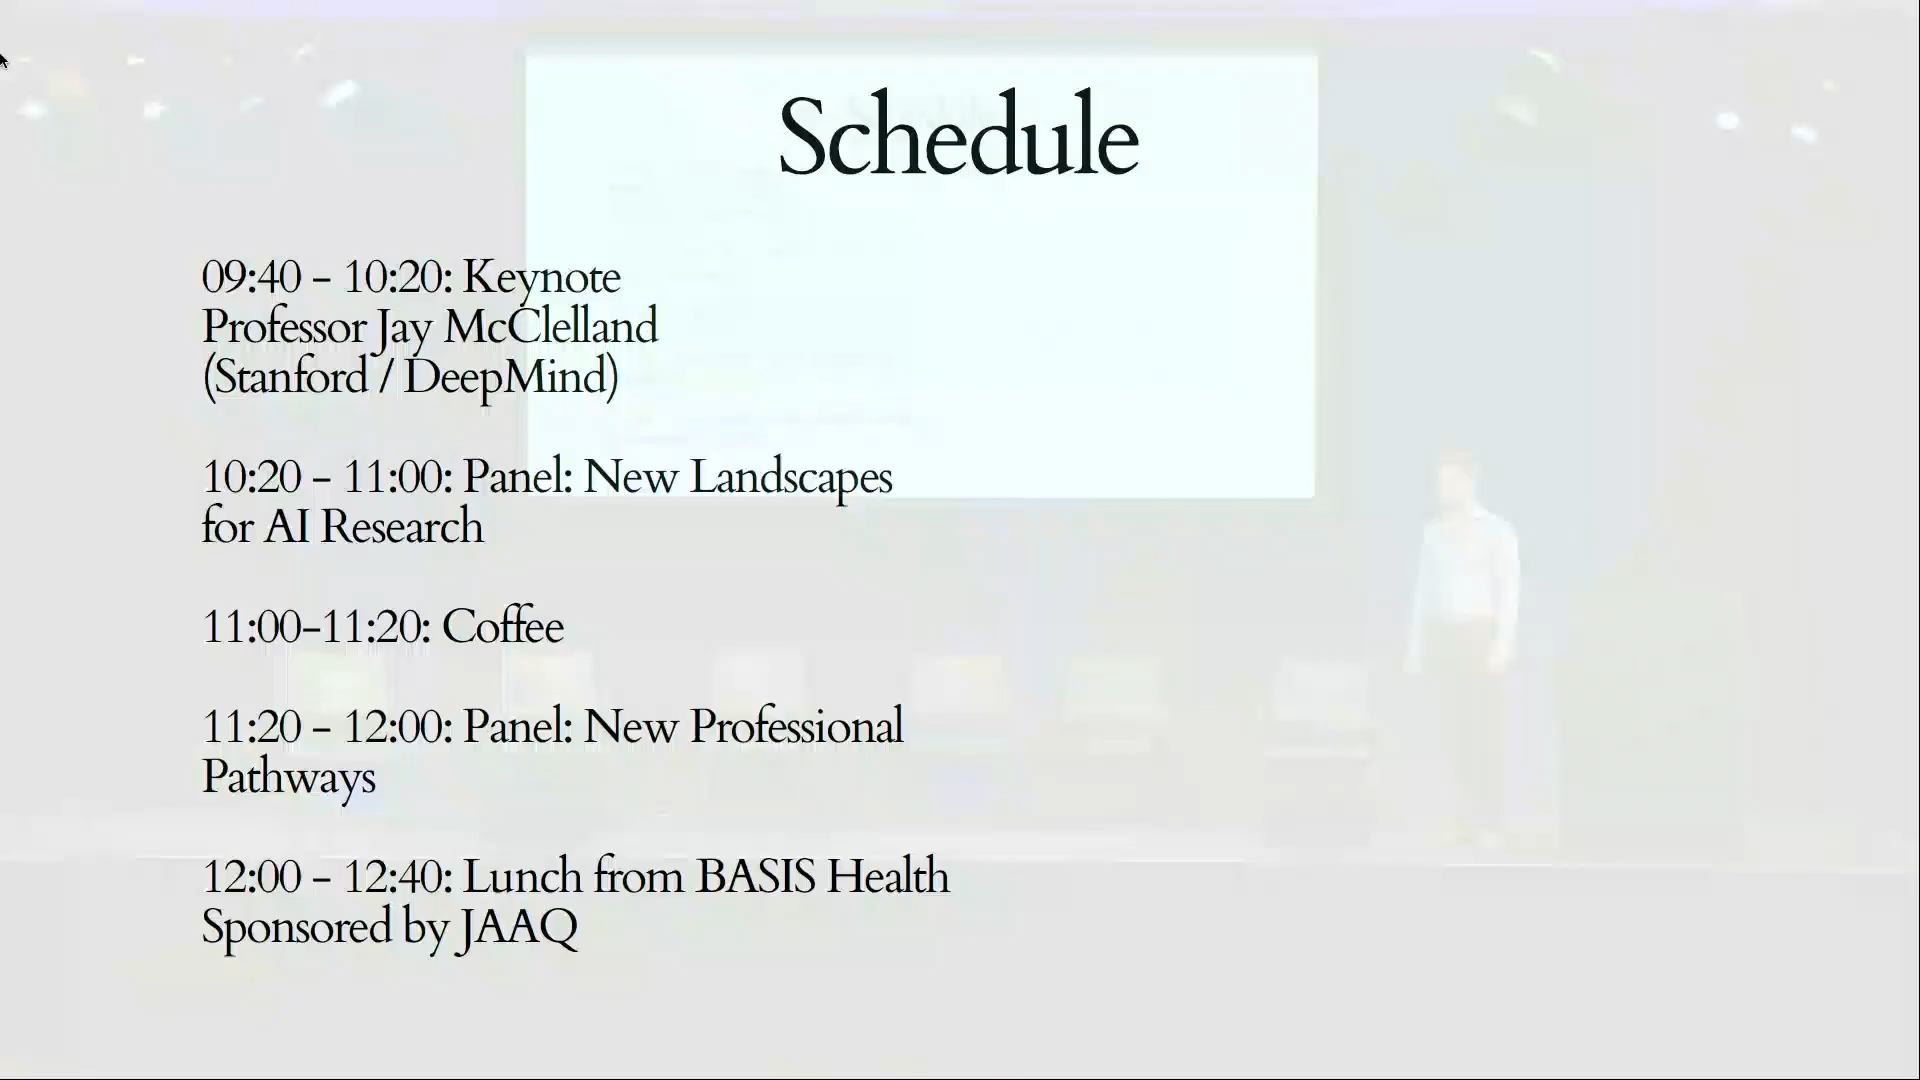 Schedule
09:40 – 10:20: Keynote
Professor Jay McClelland
(Stanford / DeepMind)
10:20 – 11:00: Panel: New Landscapes
for AI Research
11:00–11:20: Coffee
11:20 – 12:00: Panel: New Professional
Pathways
12:00 – 12:40: Lunch from BASIS Health
Sponsored by JAAQ